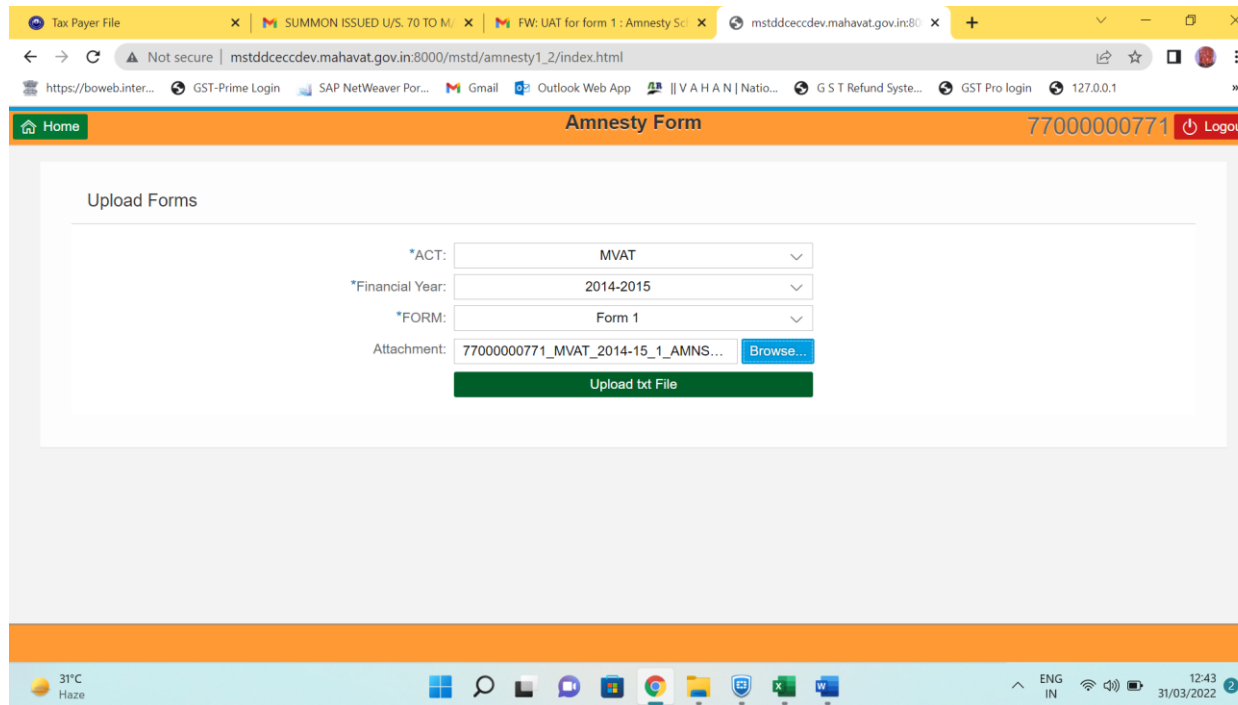 Tax Payer File
SUMMON ISSUED U/S. 70 TO M/
FW: UAT for form 1 : Amnesty Scl
mstddceccdev.mahavat.gov.in:80
Not secure | mstddceccdev.mahavat.gov.in:8000/mstd/amnesty1_2/index.html
https://boweb.inter... GST-Prime Login SAP NetWeaver Por... Gmail Outlook Web App || V A H A N | Natio... G S T Refund Syste... GST Pro login 127.0.0.1 »
Home Amnesty Form 77000000771 Logou
Upload Forms
*ACT: MVAT
*Financial Year: 2014-2015
*FORM: Form 1
Attachment: 77000000771_MVAT_2014-15_1_AMNS... Browse...
Upload txt File
31°C
Haze
ENG
IN
12:43
31/03/2022
2